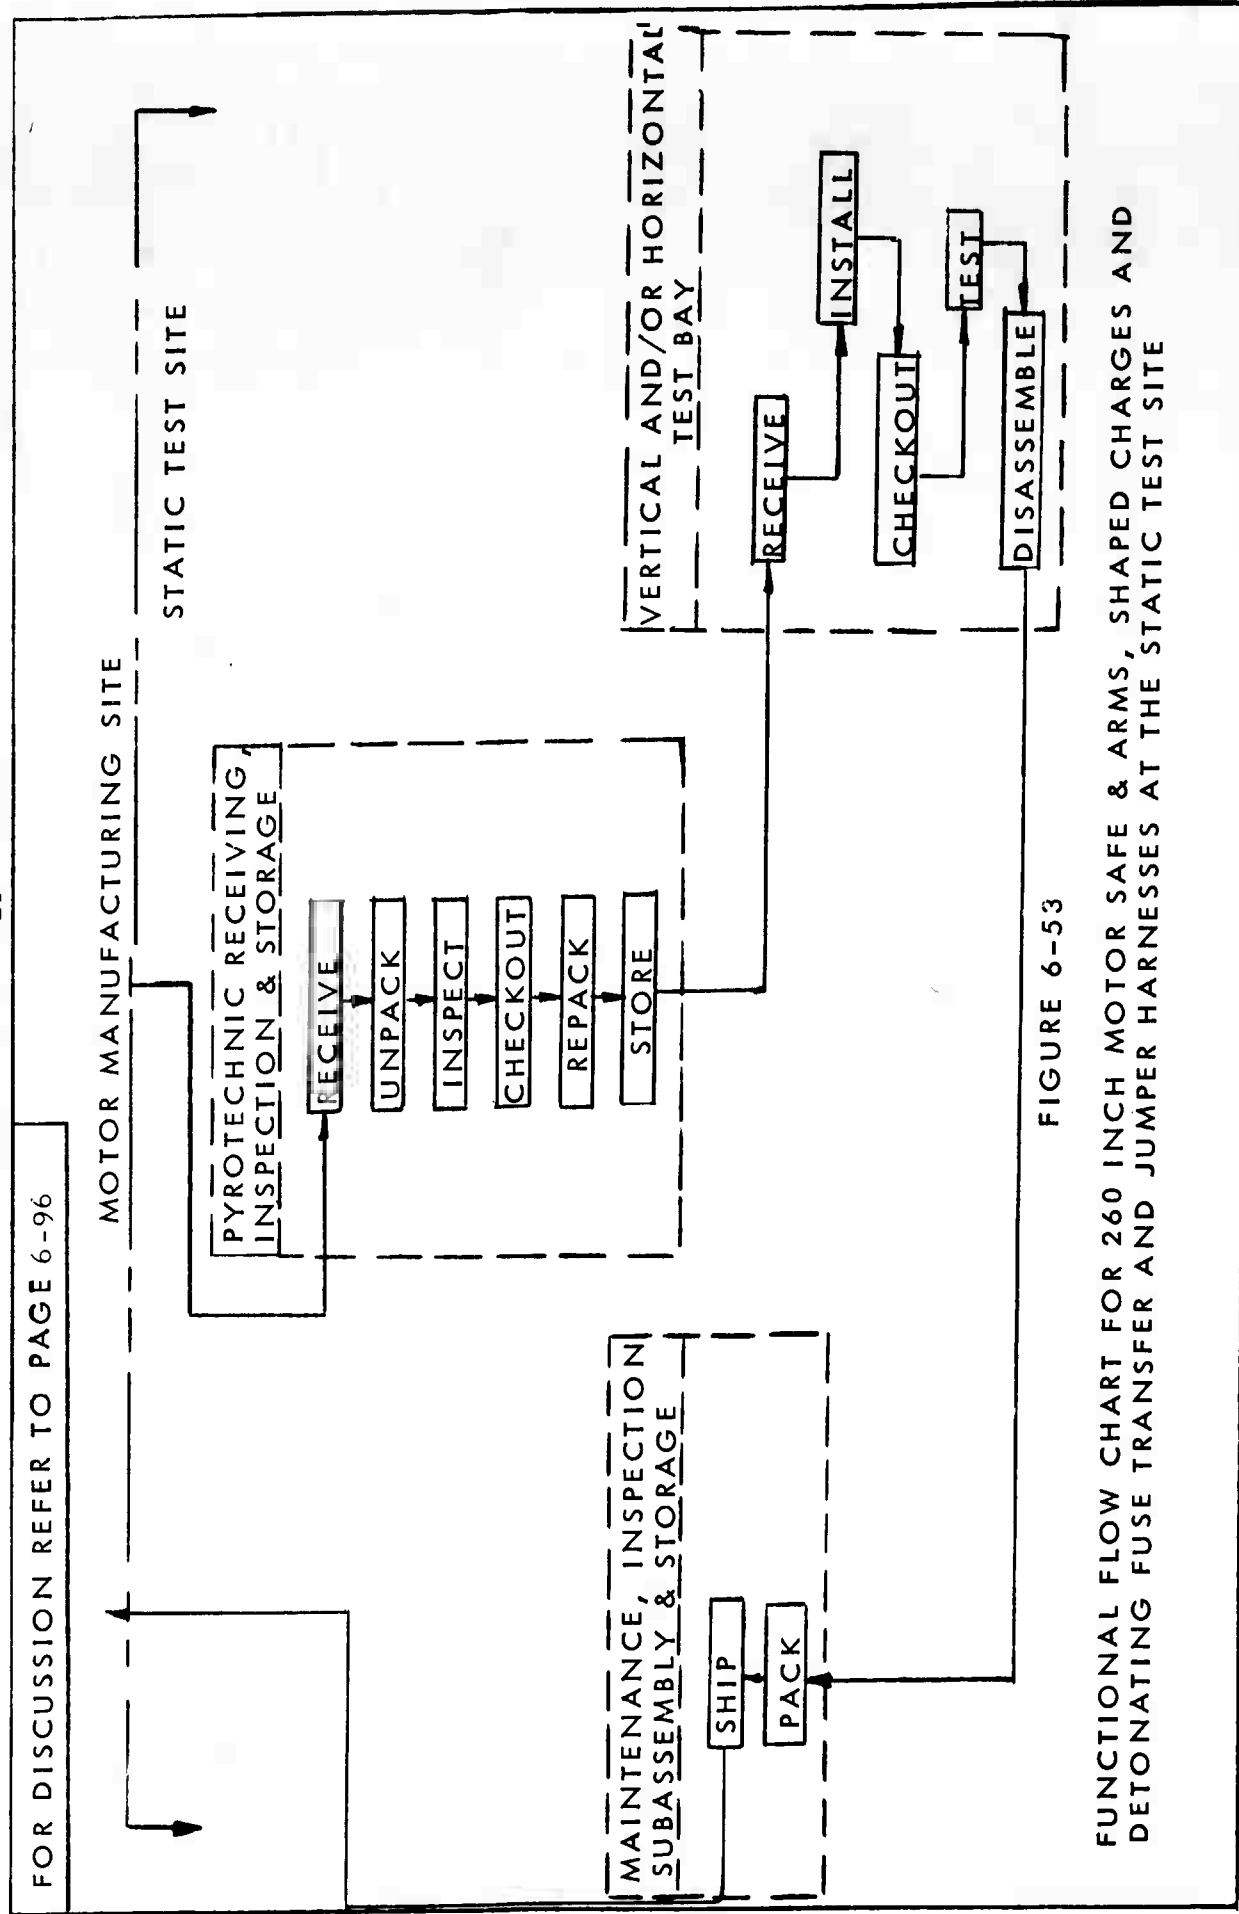 FOR DISCUSSION REFER TO PAGE 6-96
MOTOR MANUFACTURING SITE
STATIC TEST SITE
PYROTECHNIC RECEIVING,
INSPECTION & STORAGE
RECEIVE
UNPACK
INSPECT
CHECKOUT
REPACK
STORE
MAINTENANCE, INSPECTION
SUBASSEMBLY & STORAGE
SHIP
PACK
VERTICAL AND/OR HORIZONTAL
TEST BAY
RECEIVE
INSTALL
CHECKOUT
TEST
DISASSEMBLE
FIGURE 6-53
FUNCTIONAL FLOW CHART FOR 260 INCH MOTOR SAFE & ARMS, SHAPED CHARGES AND
DETONATING FUSE TRANSFER AND JUMPER HARNESSES AT THE STATIC TEST SITE